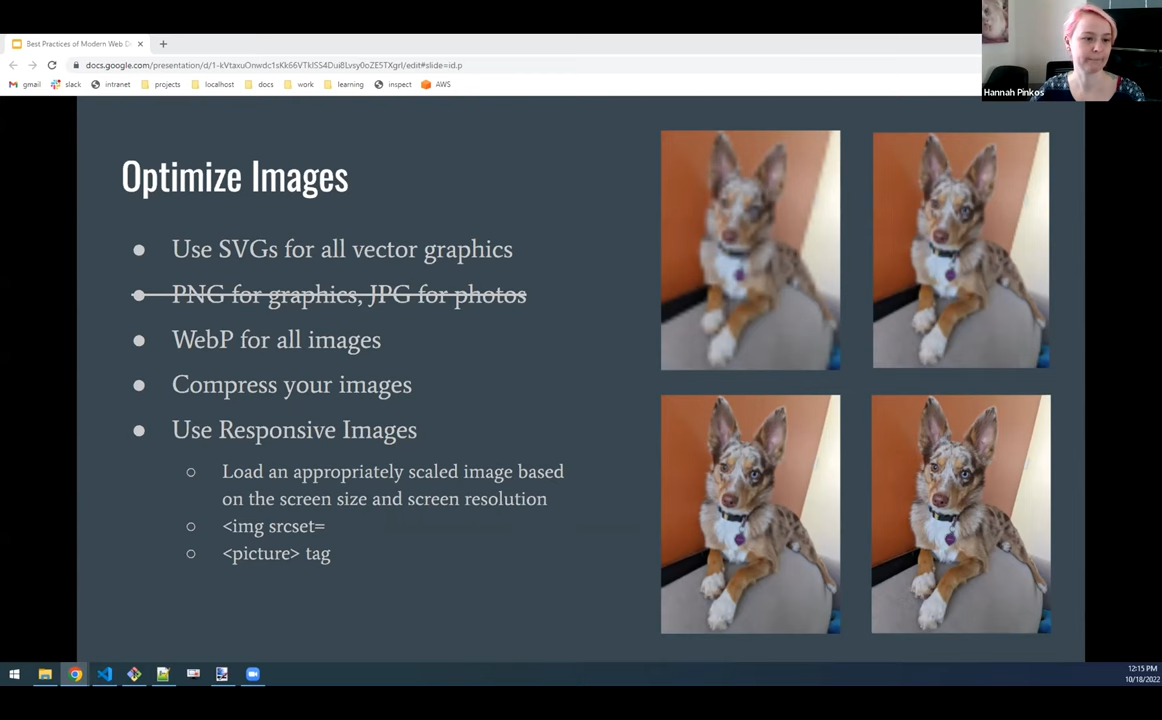 Best Practices of Modern Web D
docs.google.com/presentation/d/1-kVtaxuOnwdc1sKk66VTklSS4Dui8Lvsy0oZE5TXgrI/edit#slide=id.p
gmail slack intranet projects localhost docs work learning inspect AWS
Hannah Pinkos
Optimize Images
● Use SVGs for all vector graphics
● PNG for graphics, JPG for photos
● WebP for all images
● Compress your images
● Use Responsive Images
○ Load an appropriately scaled image based
on the screen size and screen resolution
○ <img srcset=
○ <picture> tag
12:15 PM
10/18/2022